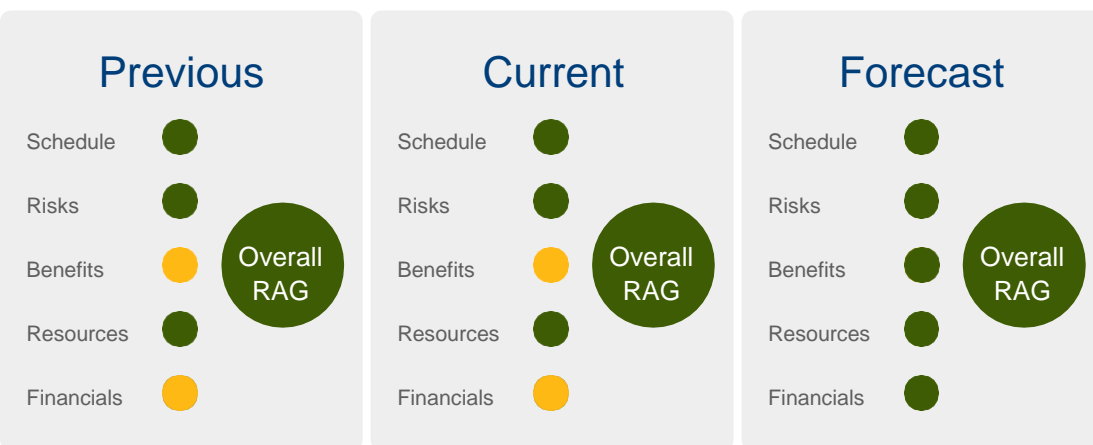 Previous
Schedule
Risks
Benefits
Resources
Financials
Overall
RAG
Current
Schedule
Risks
Benefits
Resources
Financials
Overall
RAG
Forecast
Schedule
Risks
Benefits
Resources
Financials
Overall
RAG